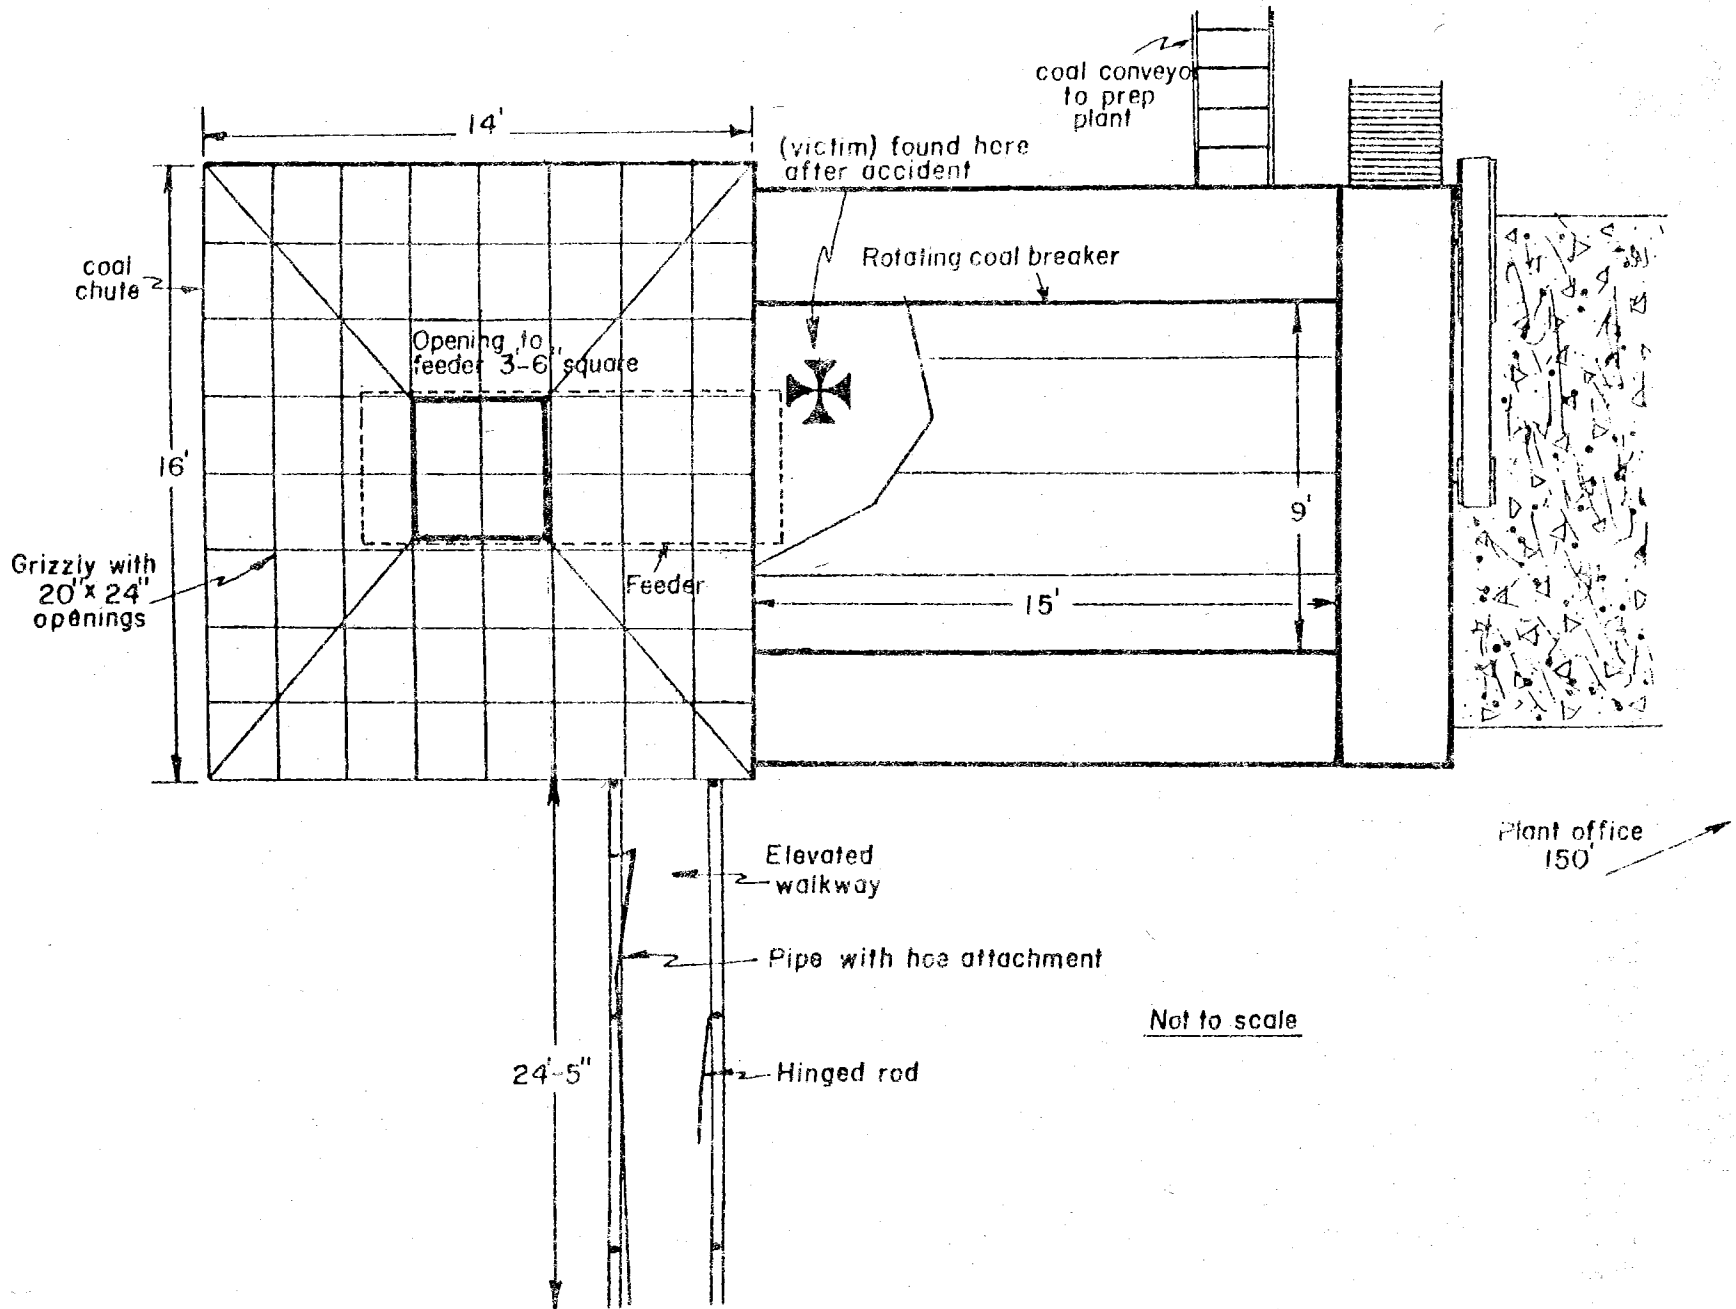 coal conveyo
to prep
plant
14'
(victim) found here
after accident
coal
chute
Rotating coal breaker
Opening to
feeder 3'-6" square
16'
9'
Grizzly with
20" x 24"
openings
Feeder
15'
Plant office
150'
Elevated
walkway
Pipe with hoe attachment
Not to scale
24'-5"
Hinged rod